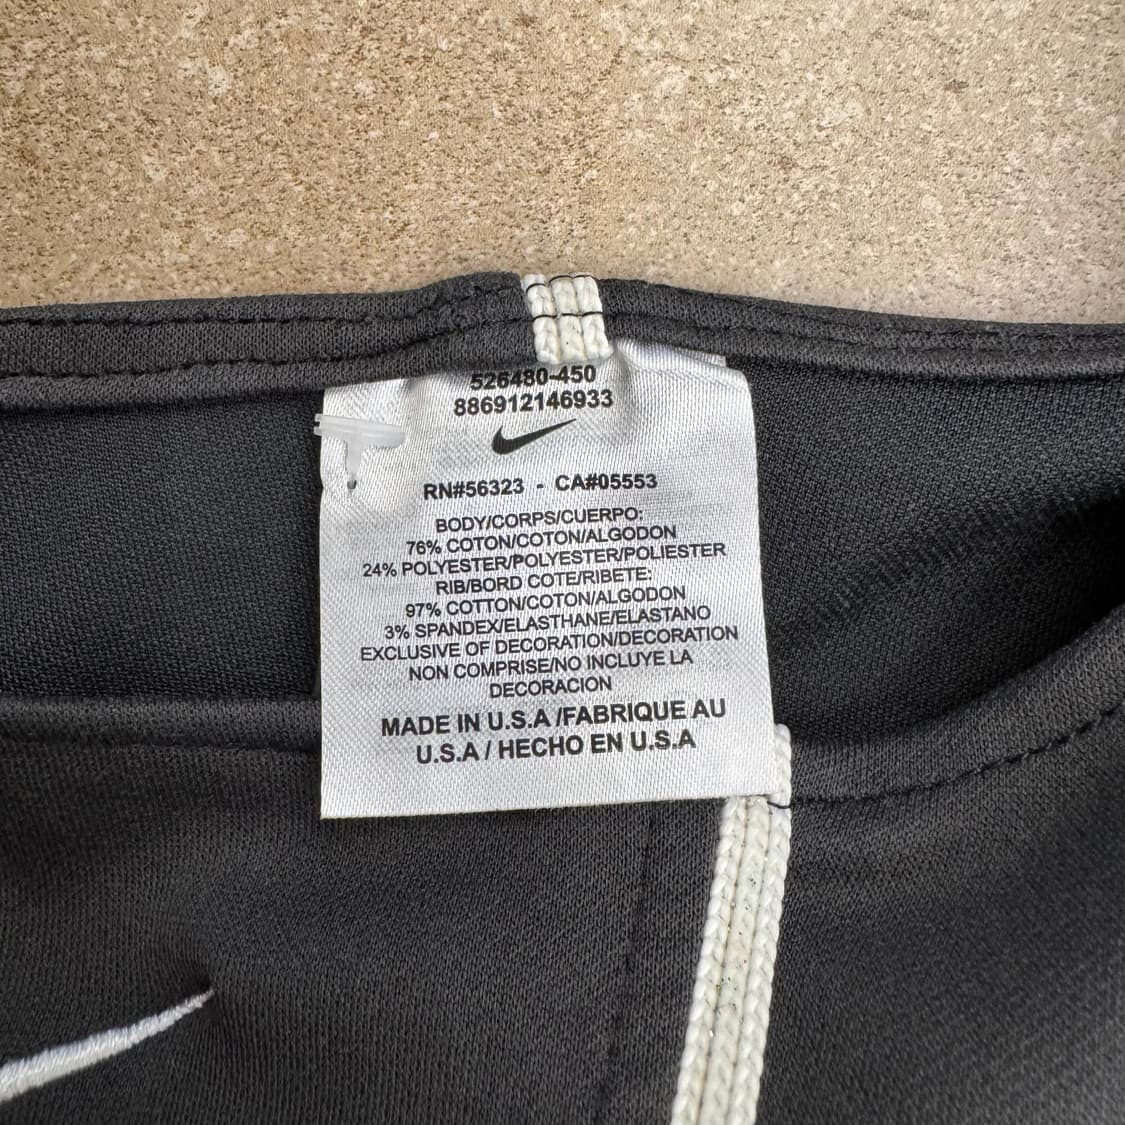 526480-450
886912146933
RN#56323 - CA#05553
BODY/CORPS/CUERPO:
76% COTON/COTON/ALGODON
24% POLYESTER/POLYESTER/POLIESTER
RIB/BORD COTE/RIBETE:
97% COTTON/COTON/ALGODON
3% SPANDEX/ELASTHANE/ELASTANO
EXCLUSIVE OF DECORATION/DECORATION
NON COMPRISE/NO INCLUYE LA
DECORACION
MADE IN U.S.A /FABRIQUE AU
U.S.A / HECHO EN U.S.A